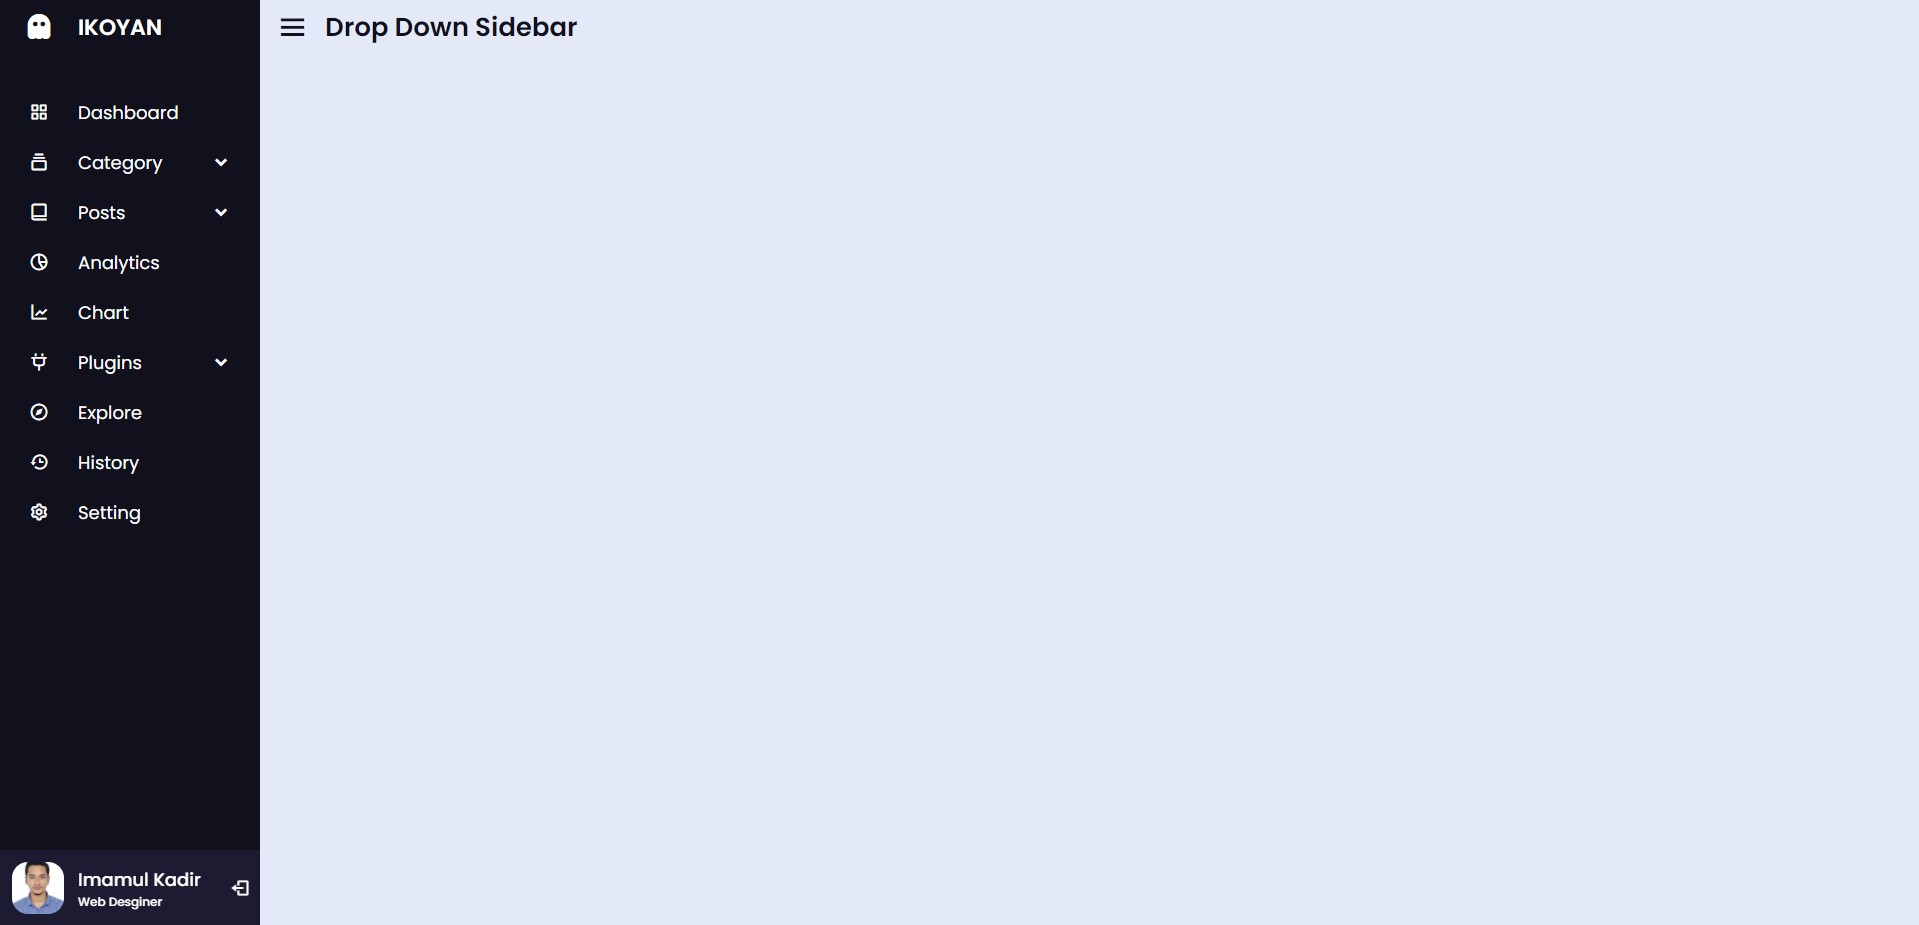 IKOYAN
Drop Down Sidebar
Dashboard
Category
Posts
Analytics
Chart
Plugins
Explore
History
Setting
Imamul Kadir
Web Desginer